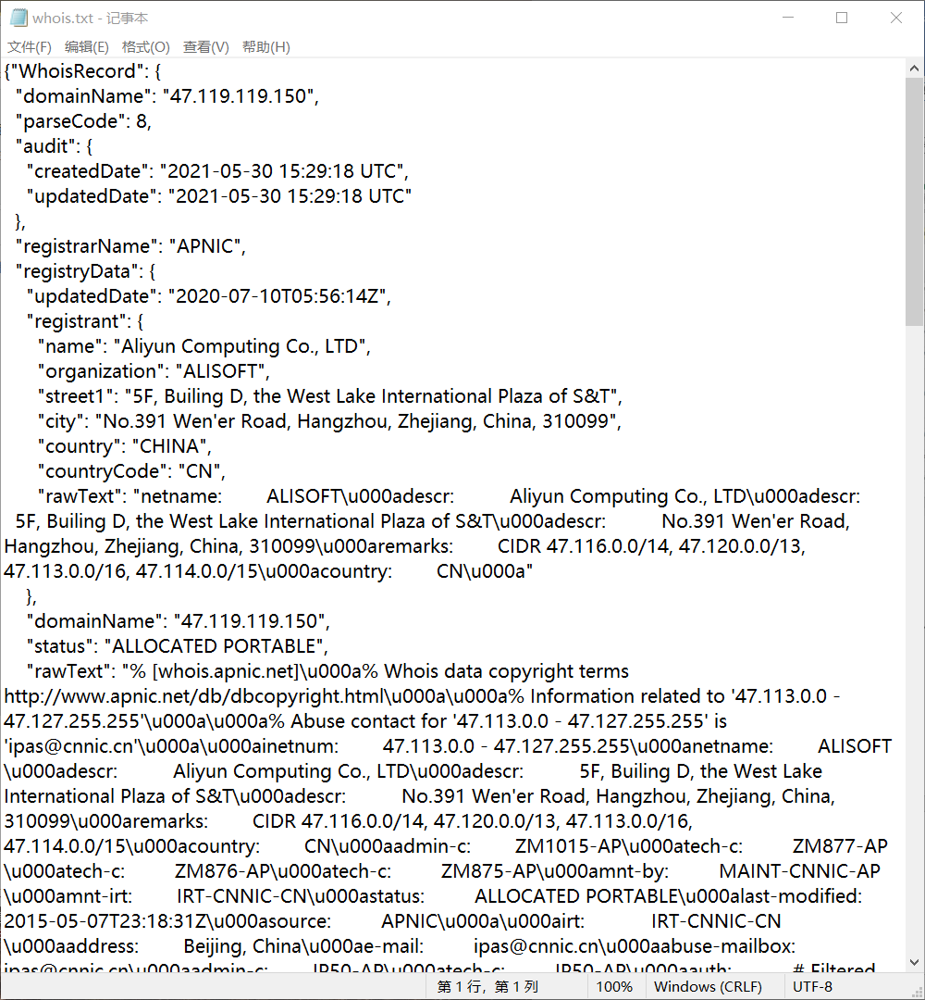 whois.txt - 记事本
文件(F) 编辑(E) 格式(O) 查看(V) 帮助(H)
{"WhoisRecord": {
"domainName": "47.119.119.150",
"parseCode": 8,
"audit": {
"createdDate": "2021-05-30 15:29:18 UTC",
"updatedDate": "2021-05-30 15:29:18 UTC"
},
"registrarName": "APNIC",
"registryData": {
"updatedDate": "2020-07-10T05:56:14Z",
"registrant": {
"name": "Aliyun Computing Co., LTD",
"organization": "ALISOFT",
"street1": "5F, Builing D, the West Lake International Plaza of S&T",
"city": "No.391 Wen'er Road, Hangzhou, Zhejiang, China, 310099",
"country": "CHINA",
"countryCode": "CN",
"rawText": "netname: ALISOFT\u000adescr: Aliyun Computing Co., LTD\u000adescr:
5F, Builing D, the West Lake International Plaza of S&T\u000adescr: No.391 Wen'er Road,
Hangzhou, Zhejiang, China, 310099\u000aremarks: CIDR 47.116.0.0/14, 47.120.0.0/13,
47.113.0.0/16, 47.114.0.0/15\u000acountry: CN\u000a"
},
"domainName": "47.119.119.150",
"status": "ALLOCATED PORTABLE",
"rawText": "% [whois.apnic.net]\u000a% Whois data copyright terms
http://www.apnic.net/db/dbcopyright.html\u000a\u000a% Information related to '47.113.0.0 -
47.127.255.255'\u000a\u000a% Abuse contact for '47.113.0.0 - 47.127.255.255' is
'ipas@cnnic.cn'\u000a\u000ainetnum: 47.113.0.0 - 47.127.255.255\u000anetname: ALISOFT
\u000adescr: Aliyun Computing Co., LTD\u000adescr: 5F, Builing D, the West Lake
International Plaza of S&T\u000adescr: No.391 Wen'er Road, Hangzhou, Zhejiang, China,
310099\u000aremarks: CIDR 47.116.0.0/14, 47.120.0.0/13, 47.113.0.0/16,
47.114.0.0/15\u000acountry: CN\u000aadmin-c: ZM1015-AP\u000atech-c: ZM877-AP
\u000atech-c: ZM876-AP\u000atech-c: ZM875-AP\u000amnt-by: MAINT-CNNIC-AP
\u000amnt-irt: IRT-CNNIC-CN\u000astatus: ALLOCATED PORTABLE\u000alast-modified:
2015-05-07T23:18:31Z\u000asource: APNIC\u000a\u000airt: IRT-CNNIC-CN
\u000aaddress: Beijing, China\u000ae-mail: ipas@cnnic.cn\u000aabuse-mailbox:
ipas@cnnic.cn\u000aadmin-c: IP50-AP\u000atech-c: IP50-AP\u000aauth: # Filtered
第 1 行，第 1 列 100% Windows (CRLF) UTF-8